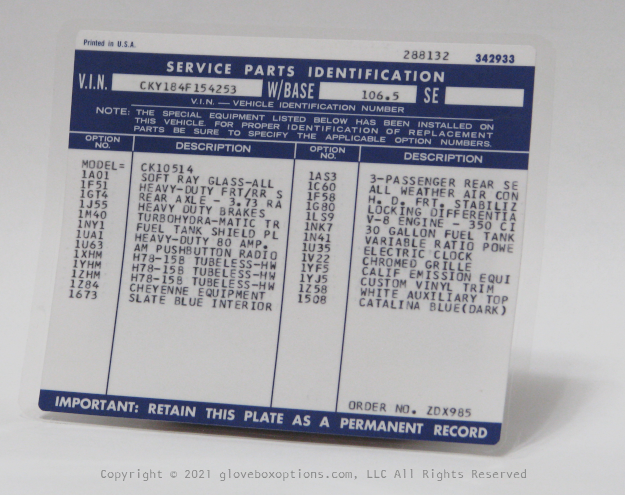 Printed in U.S.A. 288132 342933
SERVICE PARTS IDENTIFICATION
V.I.N. CKY184F154253 W/BASE 106.5 SE
V.I.N. — VEHICLE IDENTIFICATION NUMBER
NOTE: THE SPECIAL EQUIPMENT LISTED BELOW HAS BEEN INSTALLED ON
THIS VEHICLE. FOR PROPER IDENTIFICATION OF REPLACEMENT
PARTS BE SURE TO SPECIFY THE APPLICABLE OPTION NUMBERS.
OPTION NO. DESCRIPTION
MODEL= CK10514
1A01 SOFT RAY GLASS-ALL
1F51 HEAVY-DUTY FRT/RR S
1GT4 REAR AXLE - 3.73 RA
1J55 HEAVY DUTY BRAKES
1M40 TURBOHYDRA-MATIC TR
1NY1 FUEL TANK SHIELD PL
1UA1 HEAVY-DUTY 80 AMP.
1U63 AM PUSHBUTTON RADIO
1XHM H78-15B TUBELESS-HW
1YHM H78-15B TUBELESS-HW
1ZHM H78-15B TUBELESS-HW
1Z84 CHEYENNE EQUIPMENT
1673 SLATE BLUE INTERIOR
OPTION NO. DESCRIPTION
1AS3 3-PASSENGER REAR SE
1C60 ALL WEATHER AIR CON
1F58 H. D. FRT. STABILIZ
1G80 LOCKING DIFFERENTIA
1LS9 V-8 ENGINE - 350 CI
1NK7 30 GALLON FUEL TANK
1N41 VARIABLE RATIO POWE
1U35 ELECTRIC CLOCK
1V22 CHROMED GRILLE
1YF5 CALIF EMISSION EQUI
1YJ5 CUSTOM VINYL TRIM
1Z58 WHITE AUXILIARY TOP
1508 CATALINA BLUE(DARK)
ORDER NO. ZDX985
IMPORTANT: RETAIN THIS PLATE AS A PERMANENT RECORD
Copyright © 2021 gloveboxoptions.com, LLC All Rights Reserved